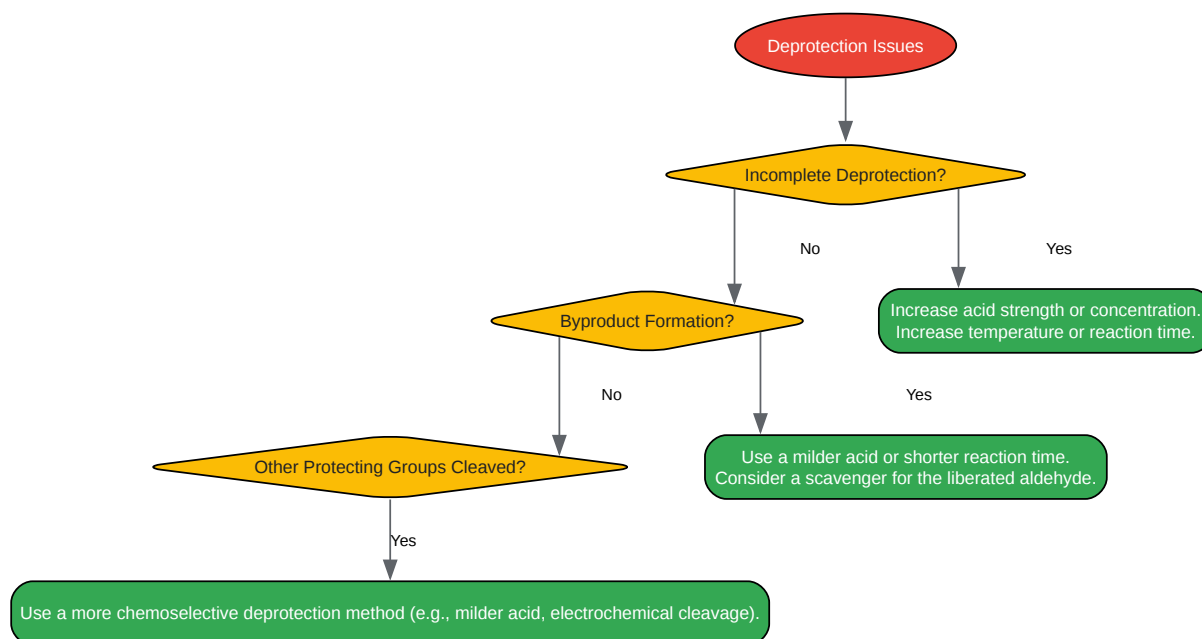 Deprotection Issues
Incomplete Deprotection?
No
Yes
Increase acid strength or concentration.
Increase temperature or reaction time.
Byproduct Formation?
No
Yes
Use a milder acid or shorter reaction time.
Consider a scavenger for the liberated aldehyde.
Other Protecting Groups Cleaved?
Yes
Use a more chemoselective deprotection method (e.g., milder acid, electrochemical cleavage).